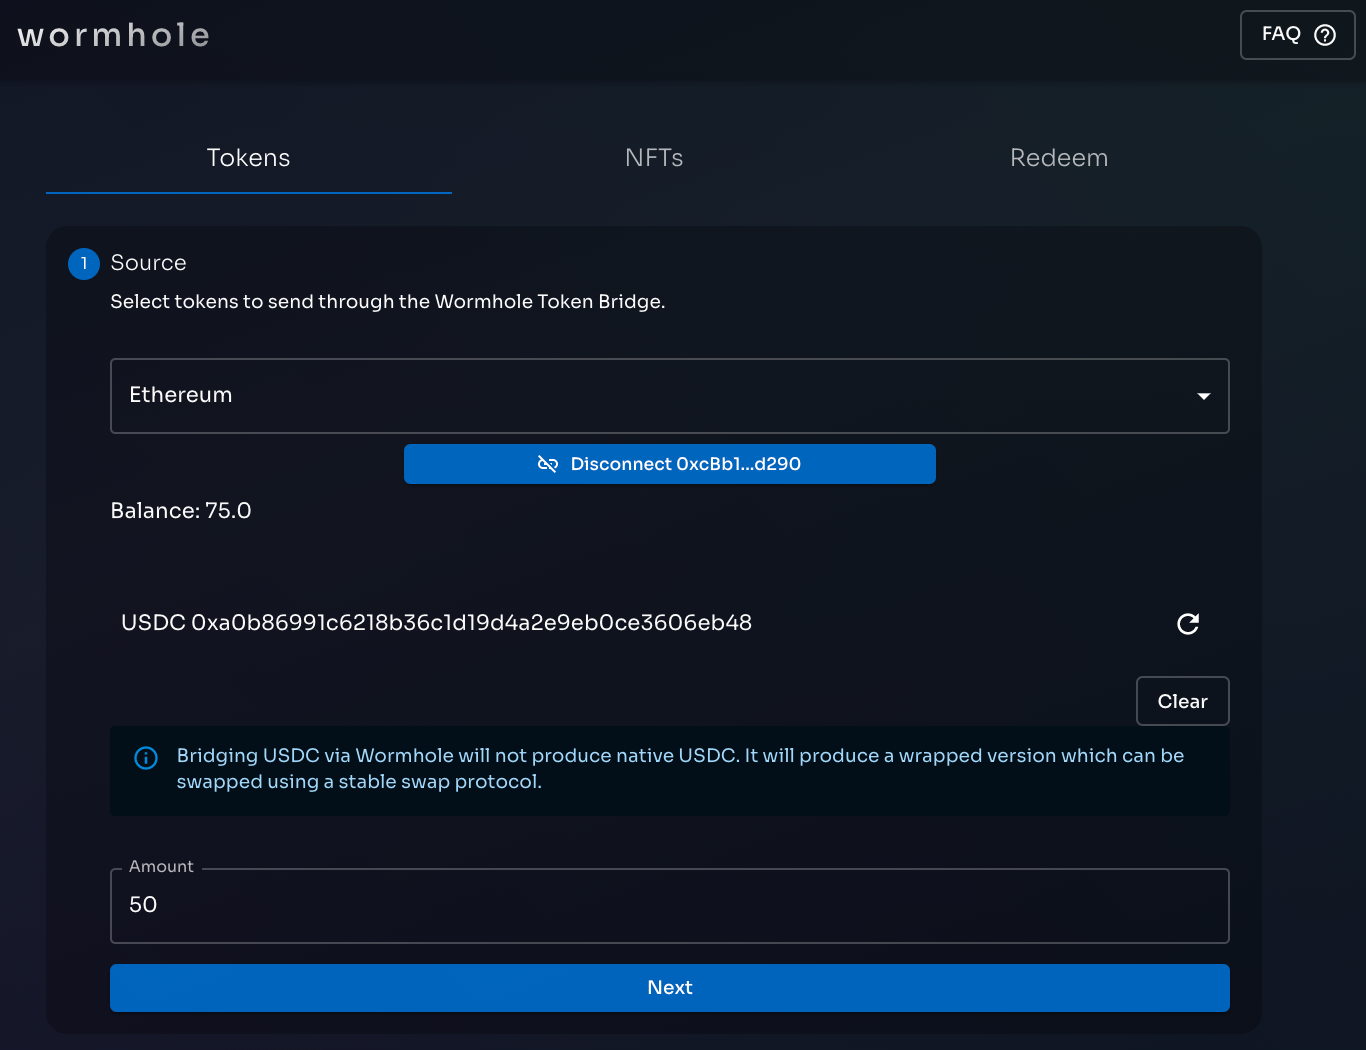 wormhole
FAQ
Tokens
NFTs
Redeem
1
Source
Select tokens to send through the Wormhole Token Bridge.
Ethereum
Disconnect 0xcBb1...d290
Balance: 75.0
USDC 0xa0b86991c6218b36c1d19d4a2e9eb0ce3606eb48
Clear
Bridging USDC via Wormhole will not produce native USDC. It will produce a wrapped version which can be
swapped using a stable swap protocol.
Amount
50
Next